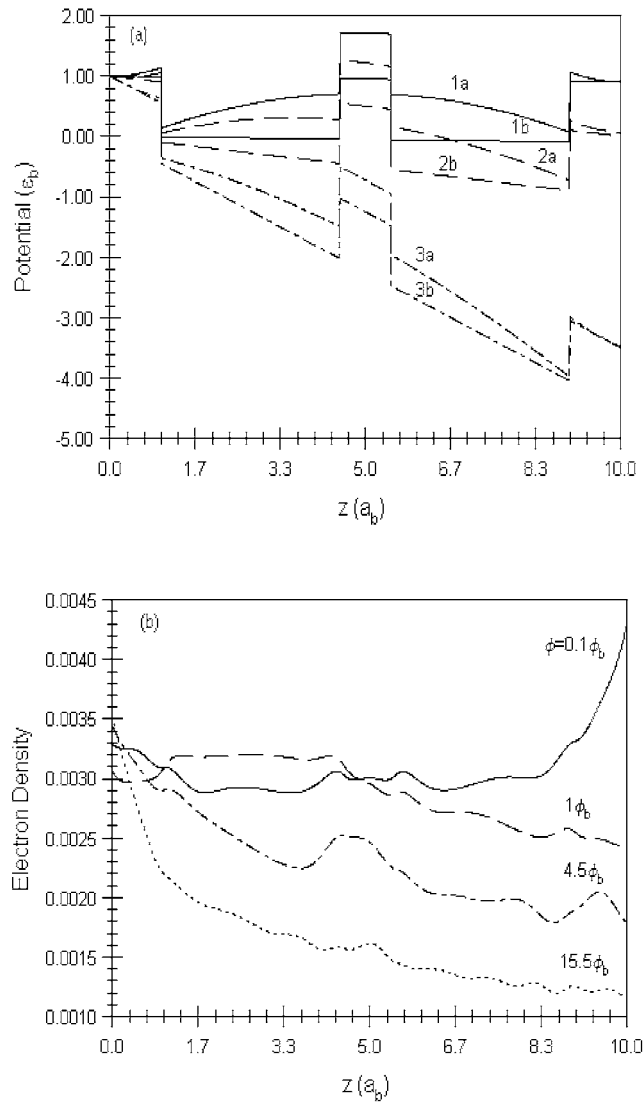 (a)
Potential (ε_b)
2.00
1.00
0.00
-1.00
-2.00
-3.00
-4.00
-5.00
1a
1b
2a
2b
3a
3b
0.0 1.7 3.3 5.0 6.7 8.3 10.0
z (a_b)
(b)
Electron Density
0.0045
0.0040
0.0035
0.0030
0.0025
0.0020
0.0015
0.0010
ϕ=0.1ϕ_b
1ϕ_b
4.5ϕ_b
15.5ϕ_b
0.0 1.7 3.3 5.0 6.7 8.3 10.0
z (a_b)